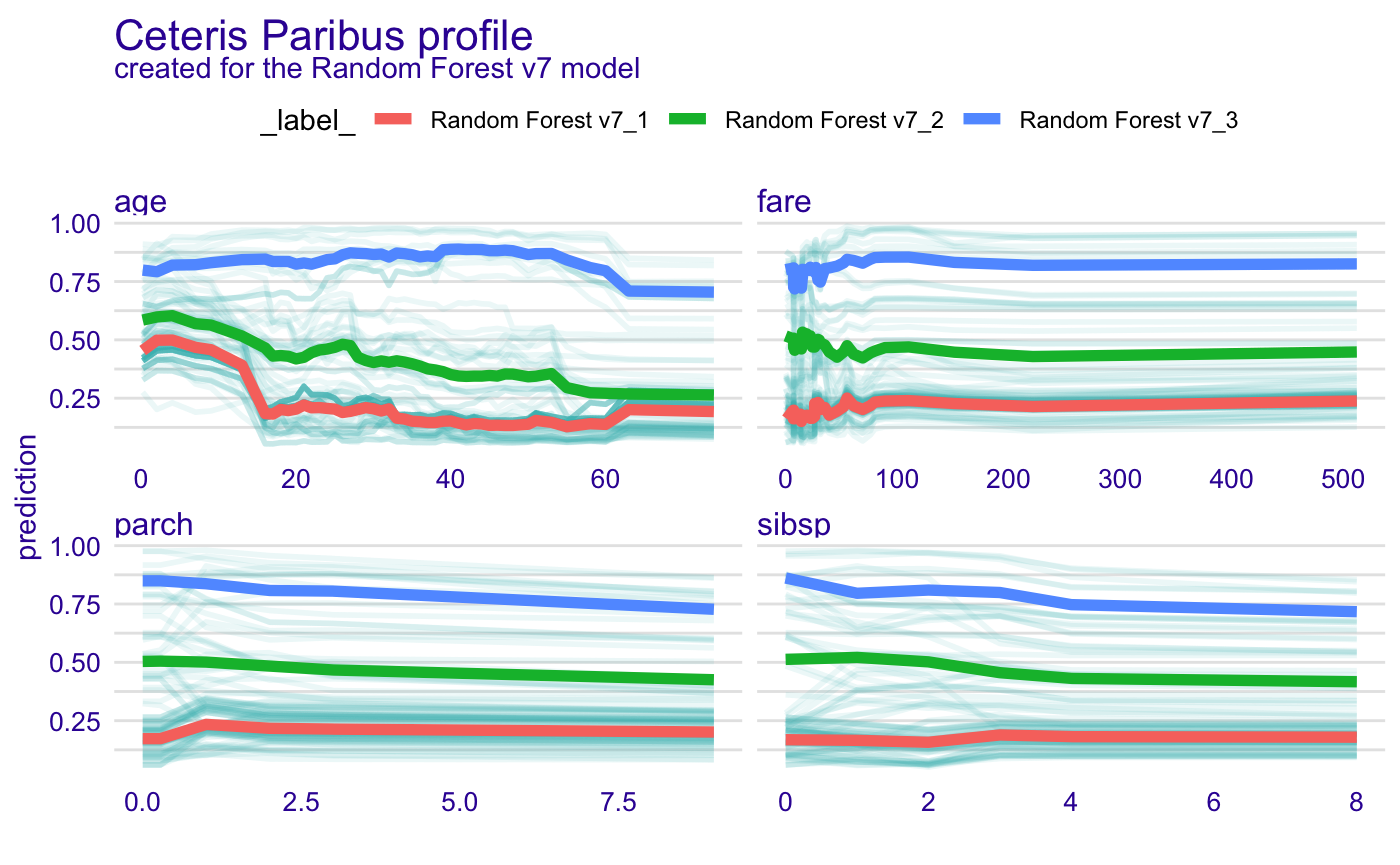 Ceteris Paribus profile
created for the Random Forest v7 model
_label_ Random Forest v7_1 Random Forest v7_2 Random Forest v7_3
age fare
1.00
0.75
0.50
0.25
0 20 40 60 0 100 200 300 400 500
prediction
parch sibsp
1.00
0.75
0.50
0.25
0.0 2.5 5.0 7.5 0 2 4 6 8